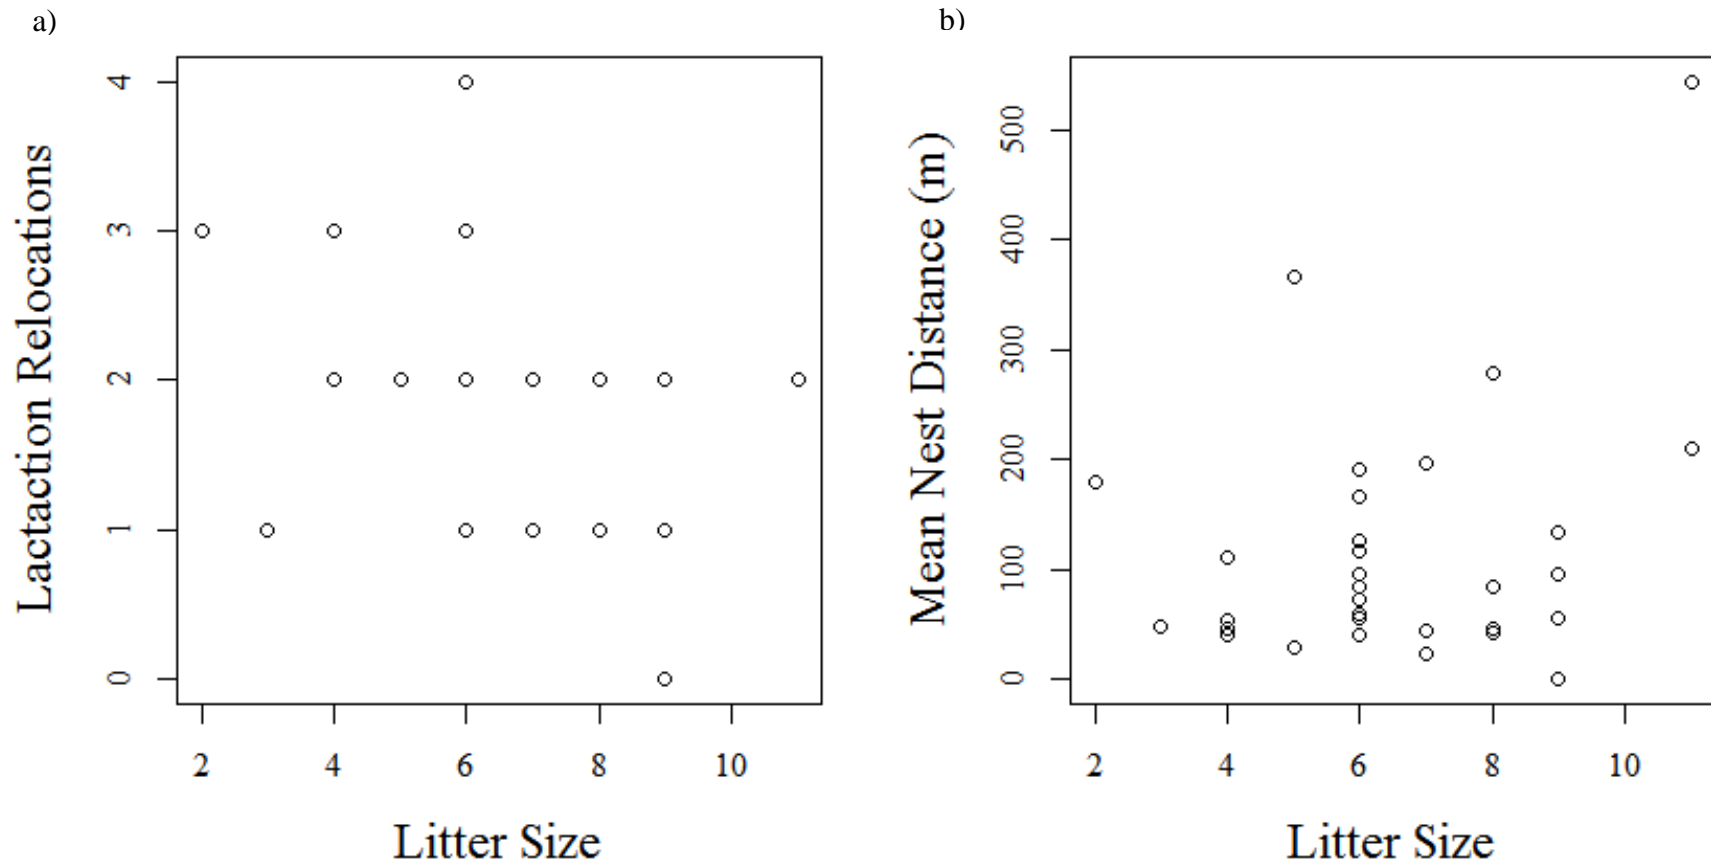 a)
Lactaction Relocations
4
3
2
1
0
2 4 6 8 10
Litter Size
b)
Mean Nest Distance (m)
500
400
300
200
100
0
2 4 6 8 10
Litter Size